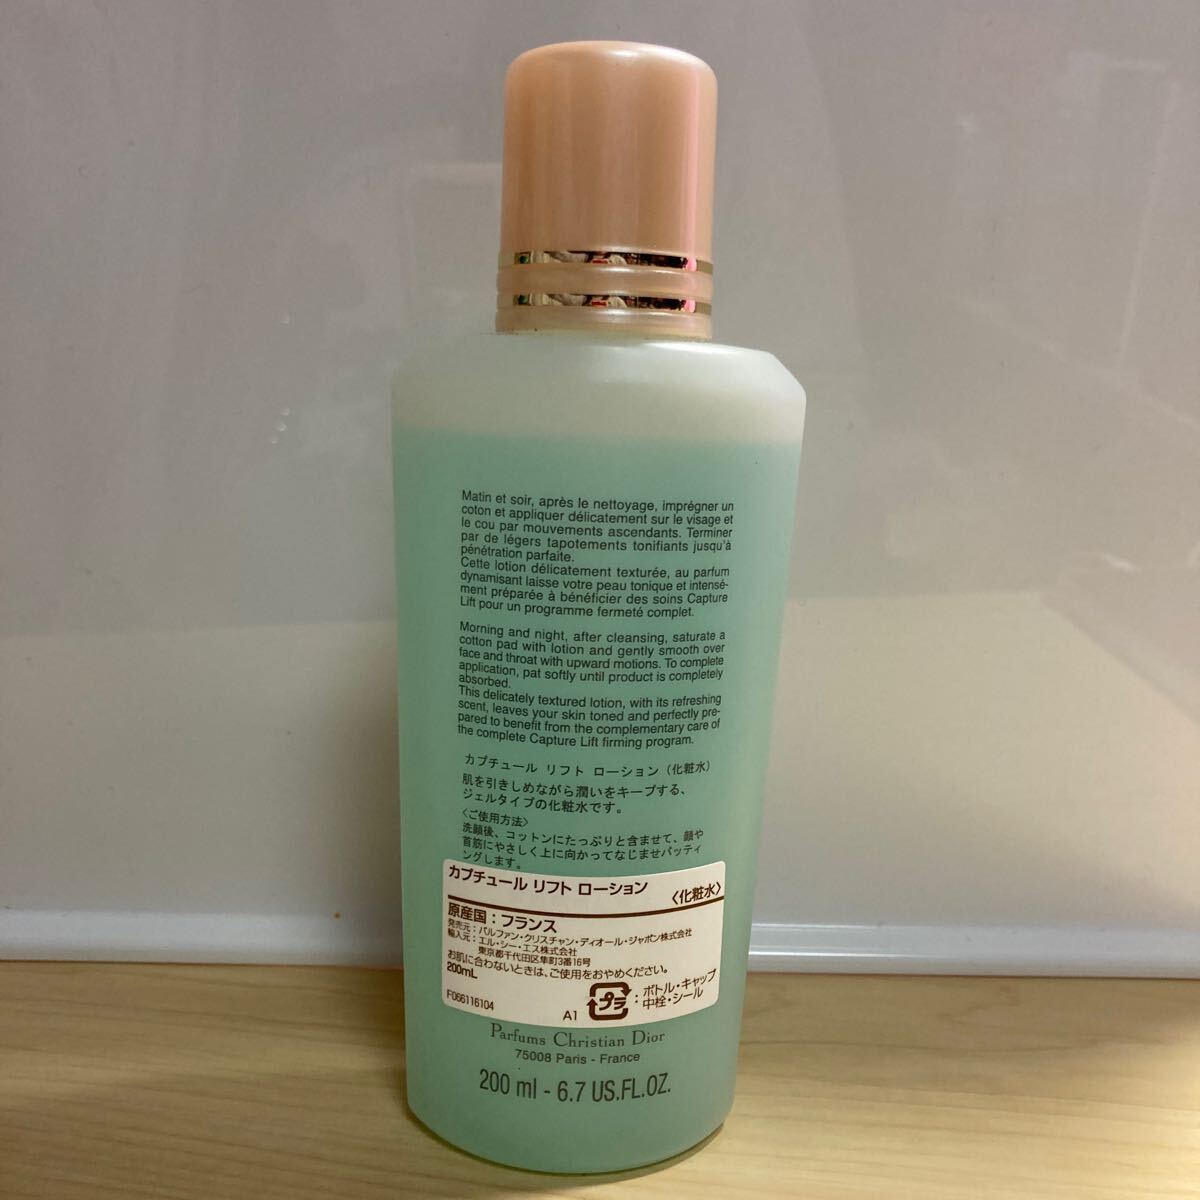 Matin et soir, après le nettoyage, imprégner un
coton et appliquer délicatement sur le visage et
le cou par mouvements ascendants. Terminer
par de légers tapotements tonifiants jusqu'à
pénétration parfaite.
Cette lotion délicatement texturée, au parfum
dynamisant laisse votre peau tonique et intensé-
ment préparée à bénéficier des soins Capture
Lift pour un programme fermeté complet.
Morning and night, after cleansing, saturate a
cotton pad with lotion and gently smooth over
face and throat with upward motions. To complete
application, pat softly until product is completely
absorbed.
This delicately textured lotion, with its refreshing
scent, leaves your skin toned and perfectly pre-
pared to benefit from the complementary care of
the complete Capture Lift firming program.
カプチュール リフト ローション（化粧水）
肌を引きしめながら潤いをキープする、
ジェルタイプの化粧水です。
〈ご使用方法〉
洗顔後、コットンにたっぷりと含ませて、顔や
首筋にやさしく上に向かってなじませパッティ
ングします。
カプチュール リフト ローション
〈化粧水〉
原産国：フランス
発売元：パルファン・クリスチャン・ディオール・ジャポン株式会社
輸入元：エル・シー・エス株式会社
東京都千代田区隼町3番16号
お肌に合わないときは、ご使用をおやめください。
200mL
プラ：ボトル・キャップ
中栓・シール
F066116104
A1
Parfums Christian Dior
75008 Paris - France
200 ml - 6.7 US.FL.OZ.